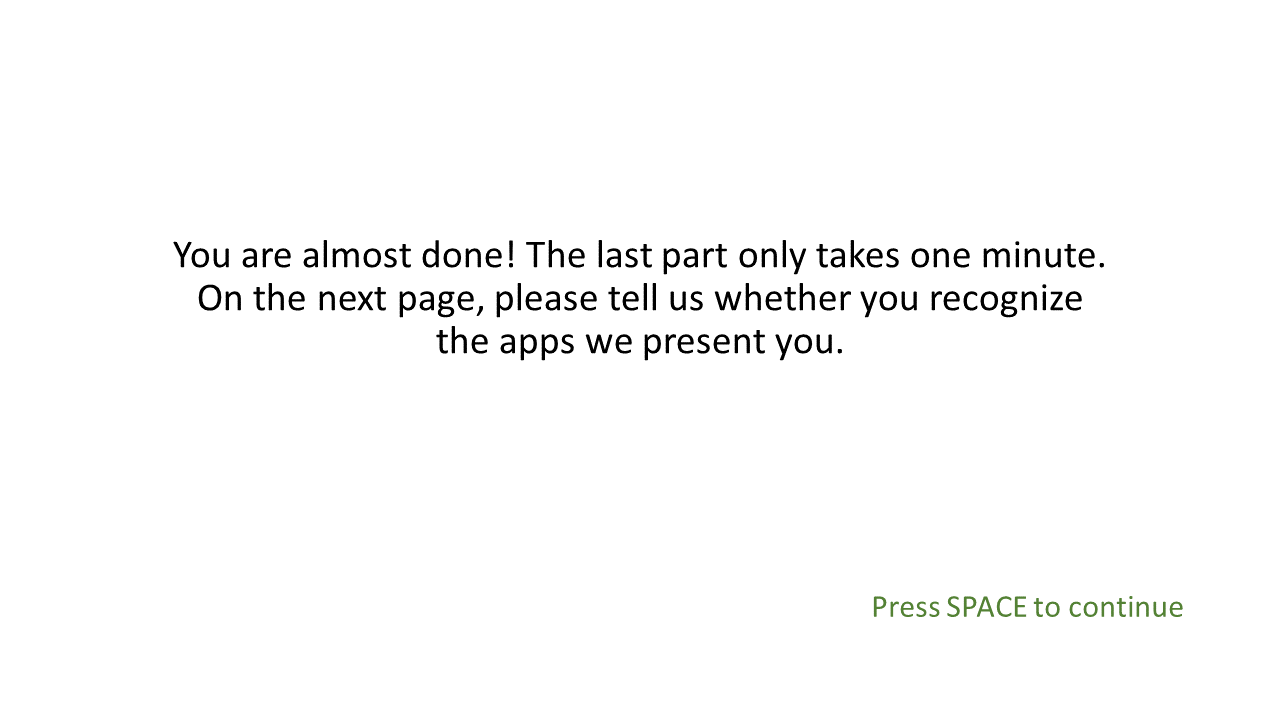 You are almost done! The last part only takes one minute.
On the next page, please tell us whether you recognize
the apps we present you.
Press SPACE to continue